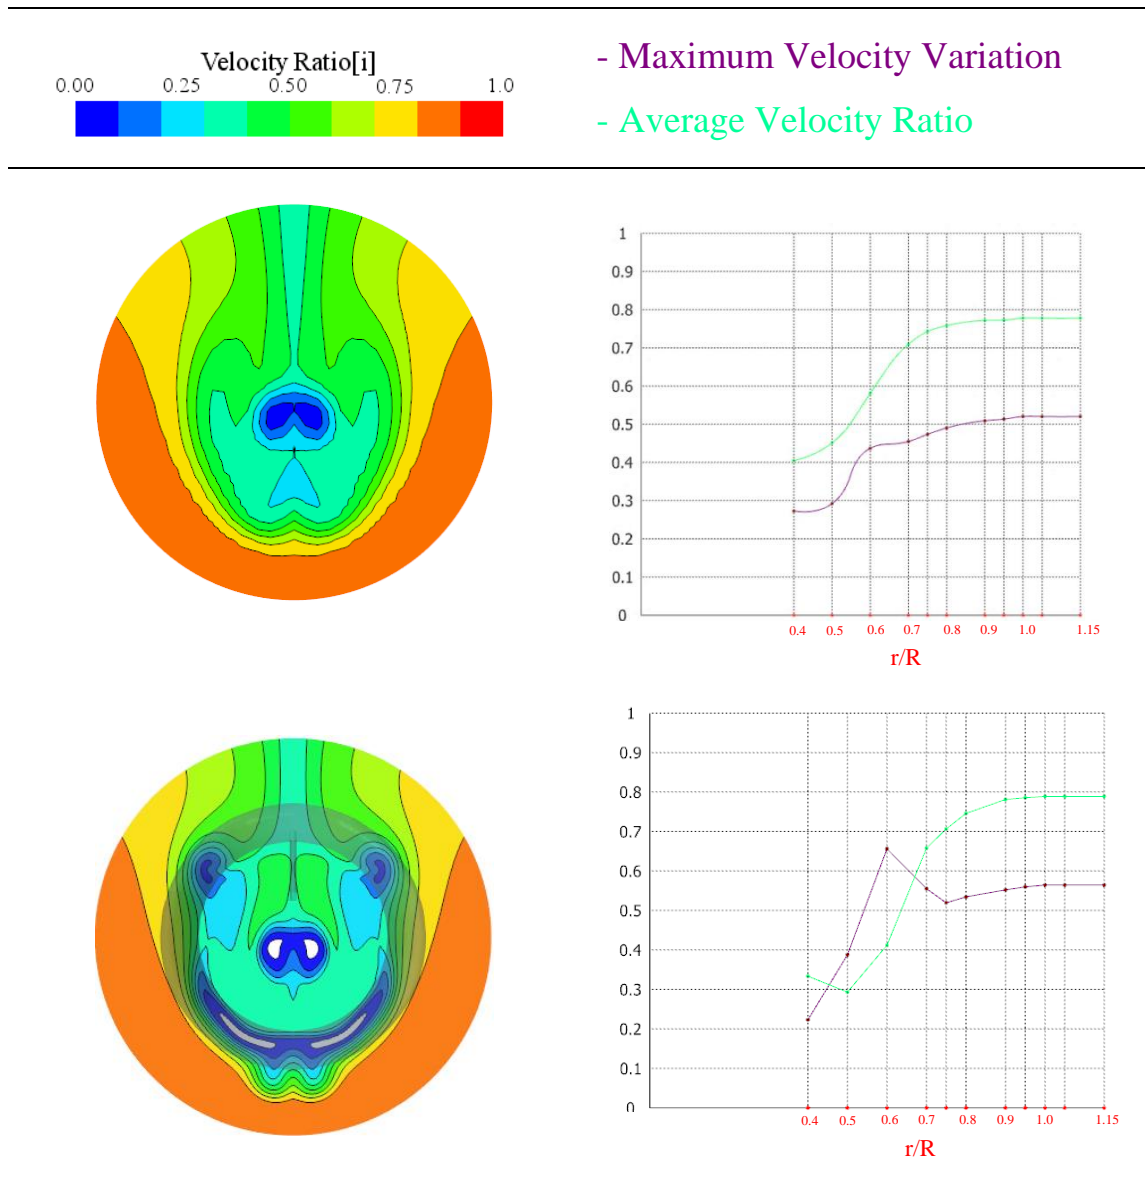 Velocity Ratio[i]
0.00 0.25 0.50 0.75 1.0
- Maximum Velocity Variation
- Average Velocity Ratio
1
0.9
0.8
0.7
0.6
0.5
0.4
0.3
0.2
0.1
0
0.4 0.5 0.6 0.7 0.8 0.9 1.0 1.15
r/R
1
0.9
0.8
0.7
0.6
0.5
0.4
0.3
0.2
0.1
0
0.4 0.5 0.6 0.7 0.8 0.9 1.0 1.15
r/R